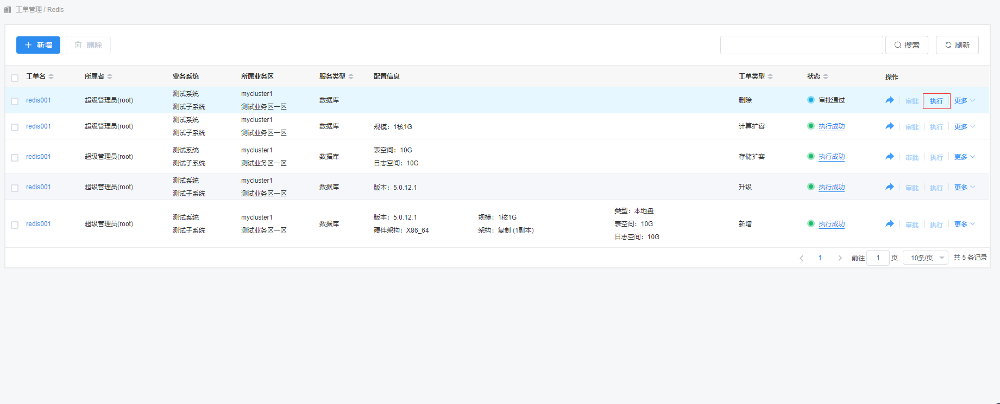 工单管理 / Redis
新增
删除
搜索
刷新
工单名 所属者 业务系统 所属业务区 服务类型 配置信息 工单类型 状态 操作
redis001 超级管理员(root) 测试系统 mycluster1 数据库 删除 审批通过 审批 执行 更多
测试子系统 测试业务区一区
redis001 超级管理员(root) 测试系统 mycluster1 数据库 规模：1核1G 计算扩容 执行成功 审批 执行 更多
测试子系统 测试业务区一区
redis001 超级管理员(root) 测试系统 mycluster1 数据库 表空间：10G 存储扩容 执行成功 审批 执行 更多
测试子系统 测试业务区一区 日志空间：10G
redis001 超级管理员(root) 测试系统 mycluster1 数据库 版本：5.0.12.1 升级 执行成功 审批 执行 更多
测试子系统 测试业务区一区
redis001 超级管理员(root) 测试系统 mycluster1 数据库 版本：5.0.12.1 规模：1核1G 类型：本地盘 新增 执行成功 审批 执行 更多
测试子系统 测试业务区一区 硬件架构：X86_64 架构：复制 (1副本) 表空间：10G
日志空间：10G
1 前往 1 页 10条/页 共 5 条记录